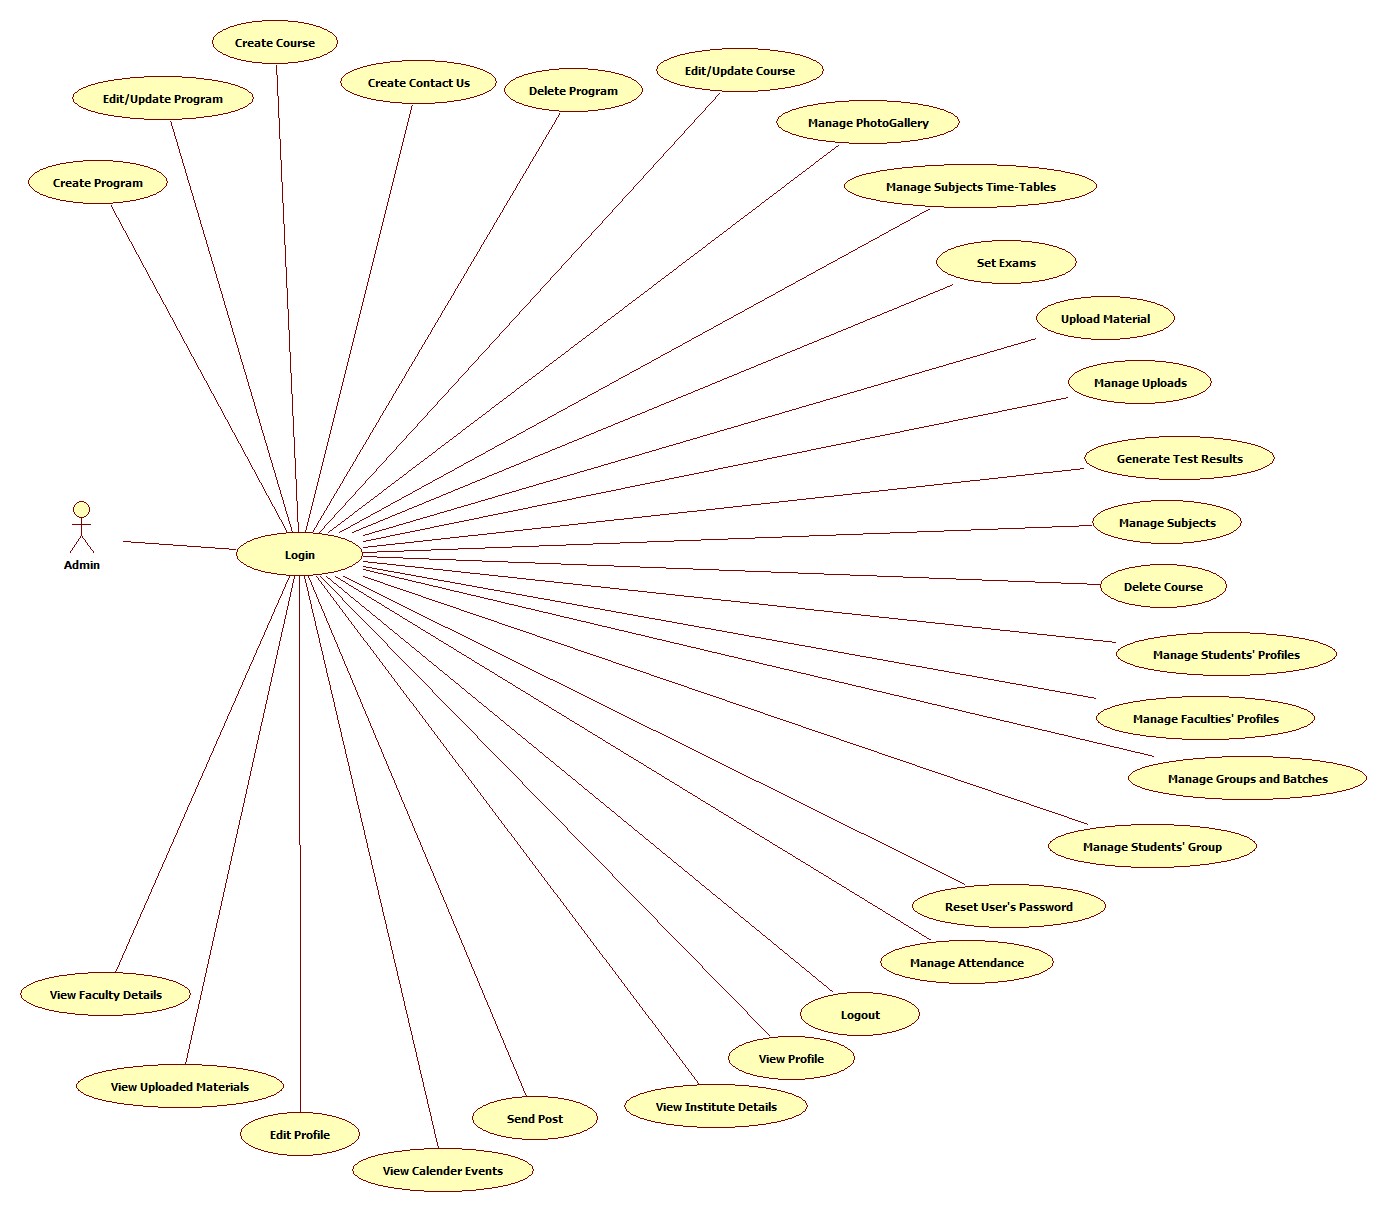 Create Course
Edit/Update Course
Create Contact Us
Delete Program
Edit/Update Program
Manage PhotoGallery
Create Program
Manage Subjects Time-Tables
Set Exams
Upload Material
Manage Uploads
Generate Test Results
Manage Subjects
Login
Admin
Delete Course
Manage Students' Profiles
Manage Faculties' Profiles
Manage Groups and Batches
Manage Students' Group
Reset User's Password
Manage Attendance
View Faculty Details
Logout
View Profile
View Uploaded Materials
View Institute Details
Send Post
Edit Profile
View Calender Events